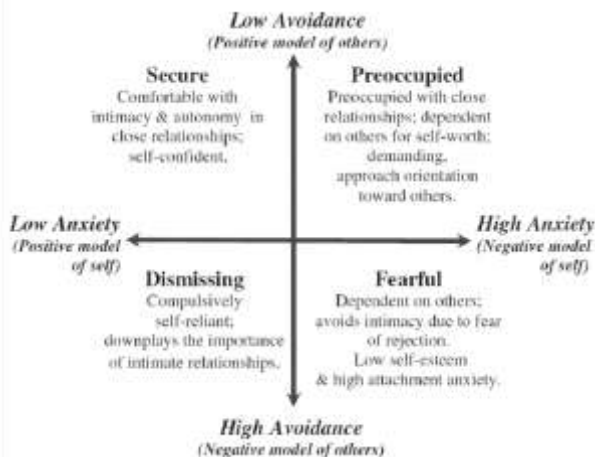 Low Avoidance
(Positive model of others)
Secure
Comfortable with
intimacy & autonomy in
close relationships;
self-confident.
Preoccupied
Preoccupied with close
relationships; dependent
on others for self-worth;
demanding,
approach orientation
toward others.
Low Anxiety
(Positive model
of self)
High Anxiety
(Negative model
of self)
Dismissing
Compulsively
self-reliant;
downplays the importance
of intimate relationships.
Fearful
Dependent on others;
avoids intimacy due to fear
of rejection.
Low self-esteem
& high attachment anxiety.
High Avoidance
(Negative model of others)